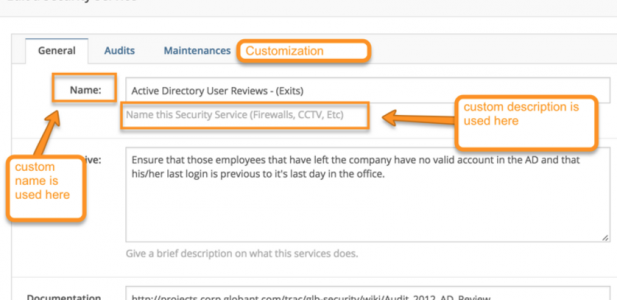 General Audits Maintenances Customization
Name: Active Directory User Reviews - (Exits)
Name this Security Service (Firewalls, CCTV, Etc)
custom description is
used here
custom
name is
used here
Ensure that those employees that have left the company have no valid account in the AD and that
his/her last login is previous to it's last day in the office.
Give a brief description on what this services does.
Documentation http://projects.corp.globant.com/trac/glb-security/wiki/Audit_2012_AD_Review